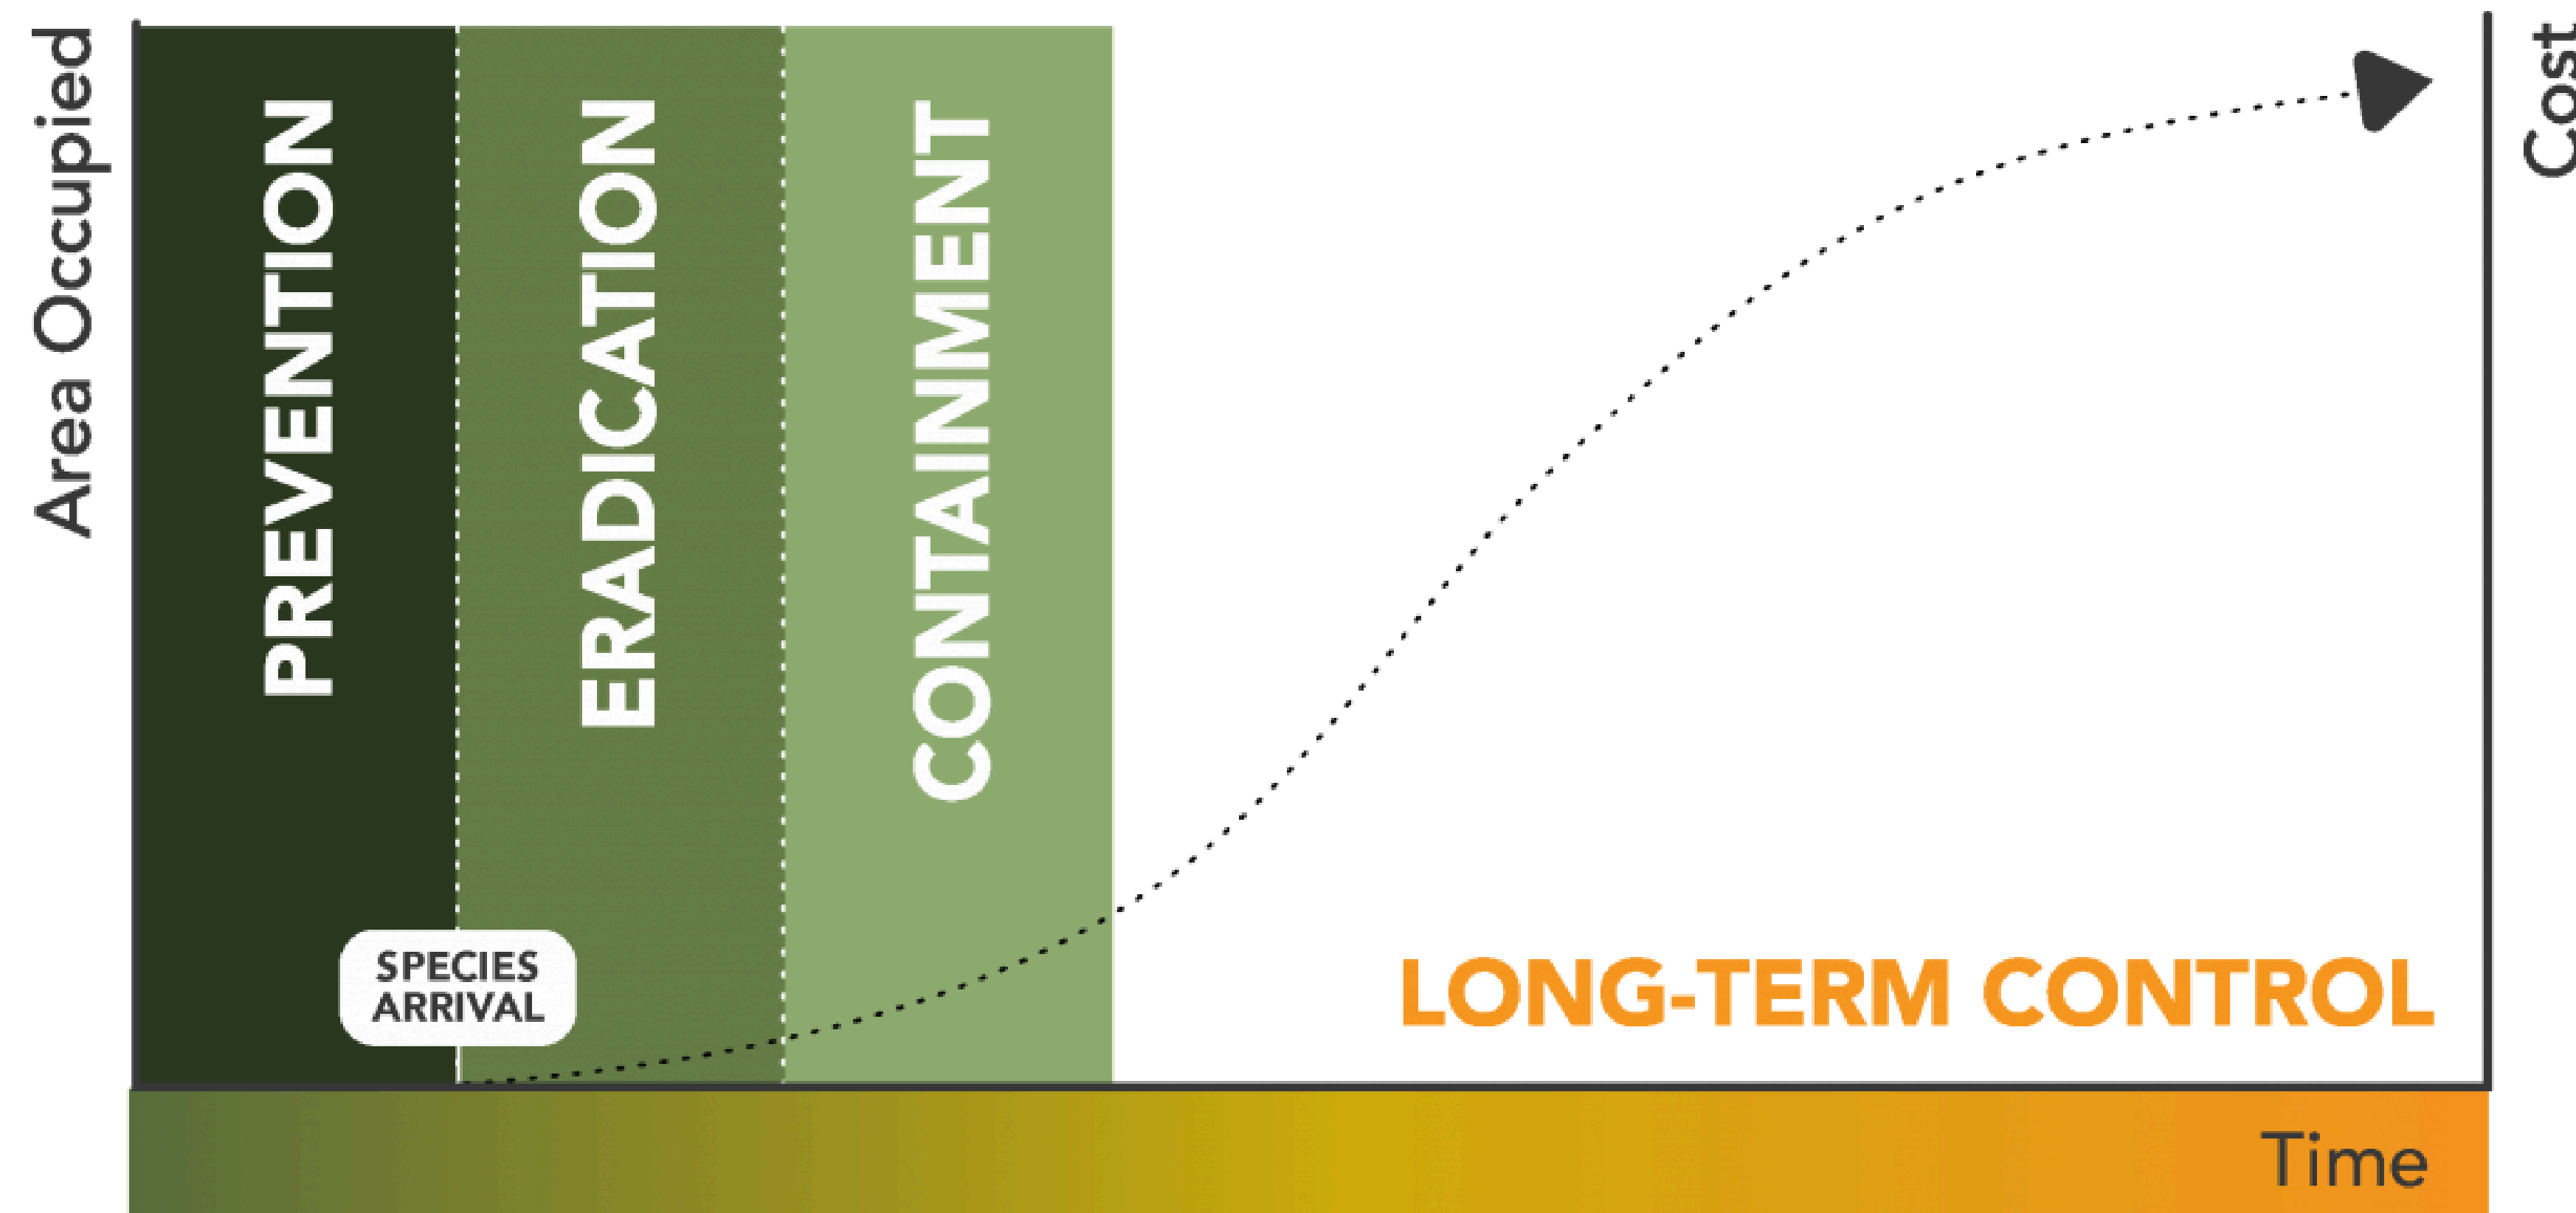 Area Occupied
PREVENTION
ERADICATION
CONTAINMENT
SPECIES
ARRIVAL
LONG-TERM CONTROL
Cost
Time